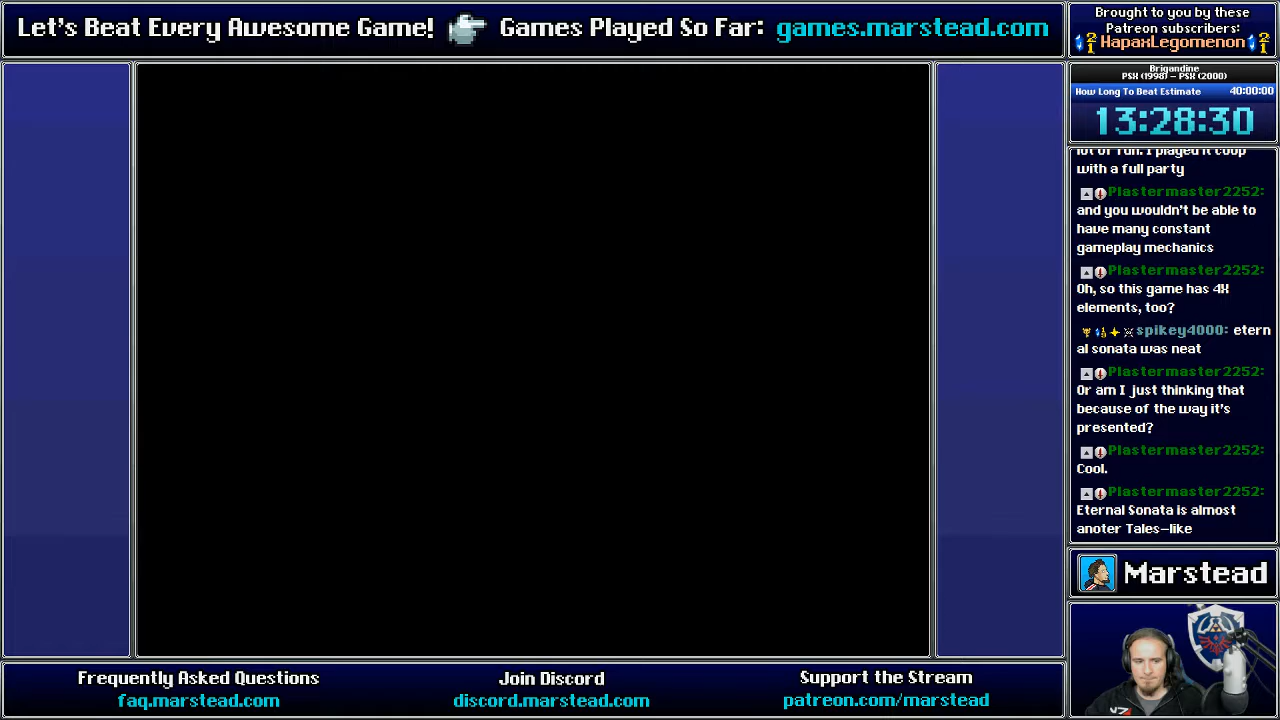 Let's Beat Every Awesome Game! Games Played So Far: games.marstead.com
Brought to you by these
Patreon subscribers:
HapaxLegomenon
Brigandine
PSX (1998) - PSX (2000)
How Long To Beat Estimate 40:00:00
13:28:30
lot of fun. I played it coop
with a full party
Plastermaster2252:
and you wouldn't be able to
have many constant
gameplay mechanics
Plastermaster2252:
Oh, so this game has 4X
elements, too?
spikey4000: etern
al sonata was neat
Plastermaster2252:
Or am I just thinking that
because of the way it's
presented?
Plastermaster2252:
Cool.
Plastermaster2252:
Eternal Sonata is almost
anoter Tales-like
Marstead
Frequently Asked Questions
faq.marstead.com
Join Discord
discord.marstead.com
Support the Stream
patreon.com/marstead
N7